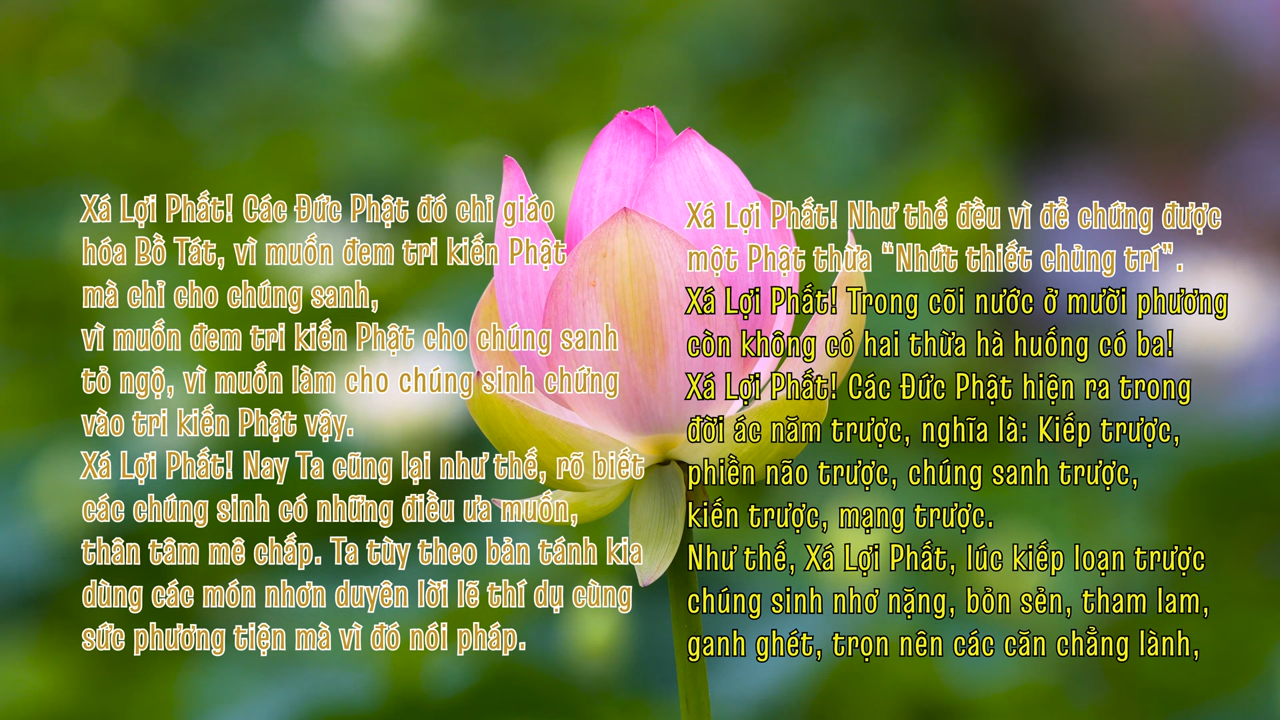 Xá Lợi Phất! Các Đức Phật đó chỉ giáo
hóa Bồ Tát, vì muốn đem tri kiến Phật
mà chỉ cho chúng sanh,
vì muốn đem tri kiến Phật cho chúng sanh
tỏ ngộ, vì muốn làm cho chúng sinh chứng
vào tri kiến Phật vậy.
Xá Lợi Phất! Nay Ta cũng lại như thế, rõ biết
các chúng sinh có những điều ưa muốn,
thân tâm mê chấp. Ta tùy theo bản tánh kia
dùng các món nhơn duyên lời lẽ thí dụ cùng
sức phương tiện mà vì đó nói pháp.
Xá Lợi Phất! Như thế đều vì để chứng được
một Phật thừa “Nhứt thiết chủng trí”.
Xá Lợi Phất! Trong cõi nước ở mười phương
còn không có hai thừa hà huống có ba!
Xá Lợi Phất! Các Đức Phật hiện ra trong
đời ác năm trược, nghĩa là: Kiếp trược,
phiền não trược, chúng sanh trược,
kiến trược, mạng trược.
Như thế, Xá Lợi Phất, lúc kiếp loạn trược
chúng sinh nhơ nặng, bỏn sẻn, tham lam,
ganh ghét, trọn nên các căn chẳng lành,